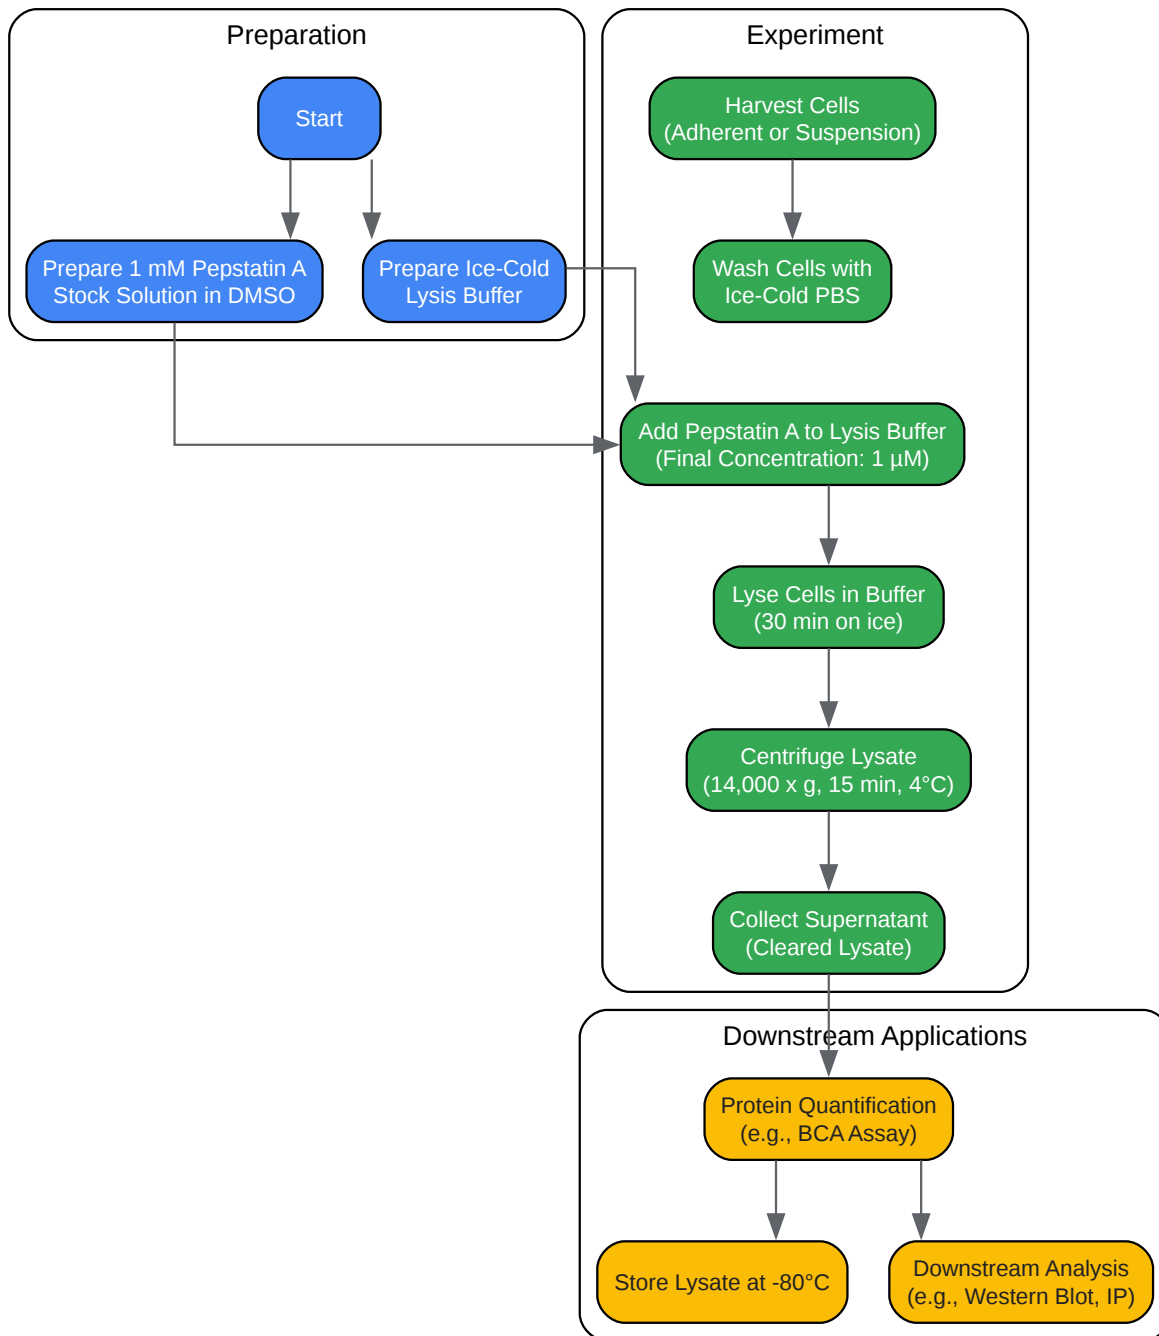 Preparation
Start
Prepare 1 mM Pepstatin A
Stock Solution in DMSO
Prepare Ice-Cold
Lysis Buffer
Experiment
Harvest Cells
(Adherent or Suspension)
Wash Cells with
Ice-Cold PBS
Add Pepstatin A to Lysis Buffer
(Final Concentration: 1 µM)
Lyse Cells in Buffer
(30 min on ice)
Centrifuge Lysate
(14,000 x g, 15 min, 4°C)
Collect Supernatant
(Cleared Lysate)
Downstream Applications
Protein Quantification
(e.g., BCA Assay)
Store Lysate at -80°C
Downstream Analysis
(e.g., Western Blot, IP)